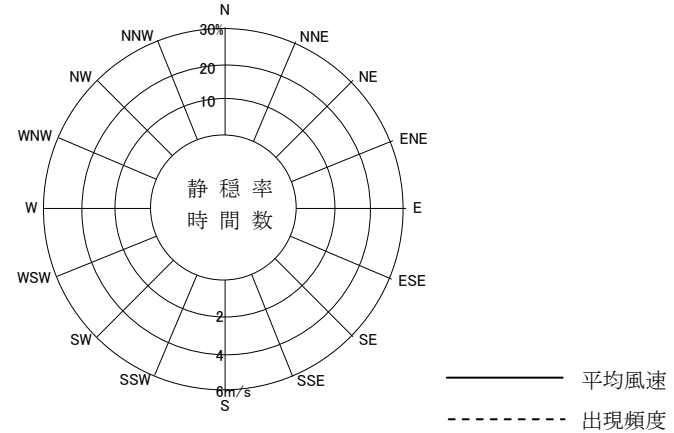 N
NNW 30% NNE
NW 20 NE
10
WNW ENE
静穏率
W E
時間数
WSW ESE
2
SW SE
4
SSW SSE
6m/s
S
平均風速
出現頻度